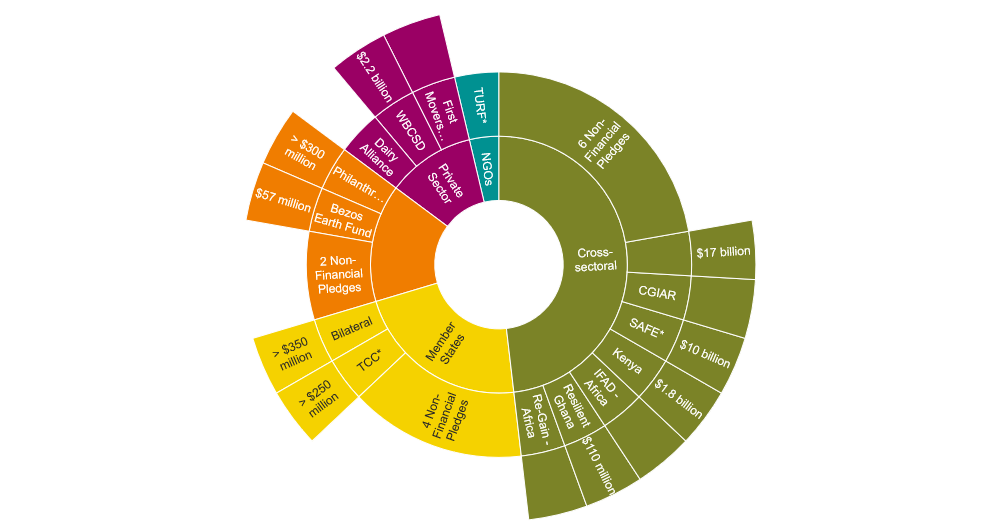 Cross-
sectoral
6 Non-
Financial
Pledges
$17 billion
CGIAR
SAFE*
$10 billion
Kenya
$1.8 billion
IFAD -
Africa
Resilient
Ghana
$110 million
Re-Gain -
Africa
Member
States
4 Non-
Financial
Pledges
TCC*
> $250
million
Bilateral
> $350
million
2 Non-
Financial
Pledges
Bezos
Earth Fund
$57 million
Philanthr...
> $300
million
Private
Sector
Dairy
Alliance
WBCSD
$2.2 billion
First
Movers...
NGOs
TURF*